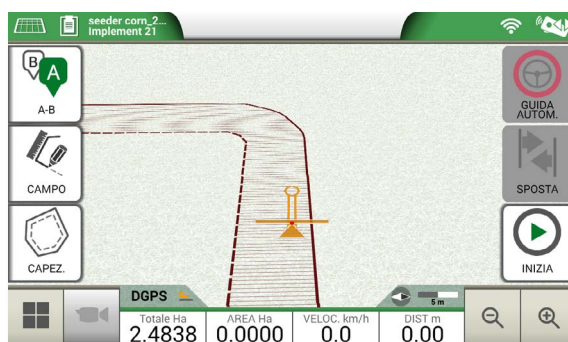 seeder corn_2...
Implement 21
B
A
A-B
CAMPO
CAPEZ.
GUIDA
AUTOM.
SPOSTA
INIZIA
DGPS
5 m
Totale Ha
2.4838
AREA Ha
0.0000
VELOC. km/h
0.0
DIST m
0.00